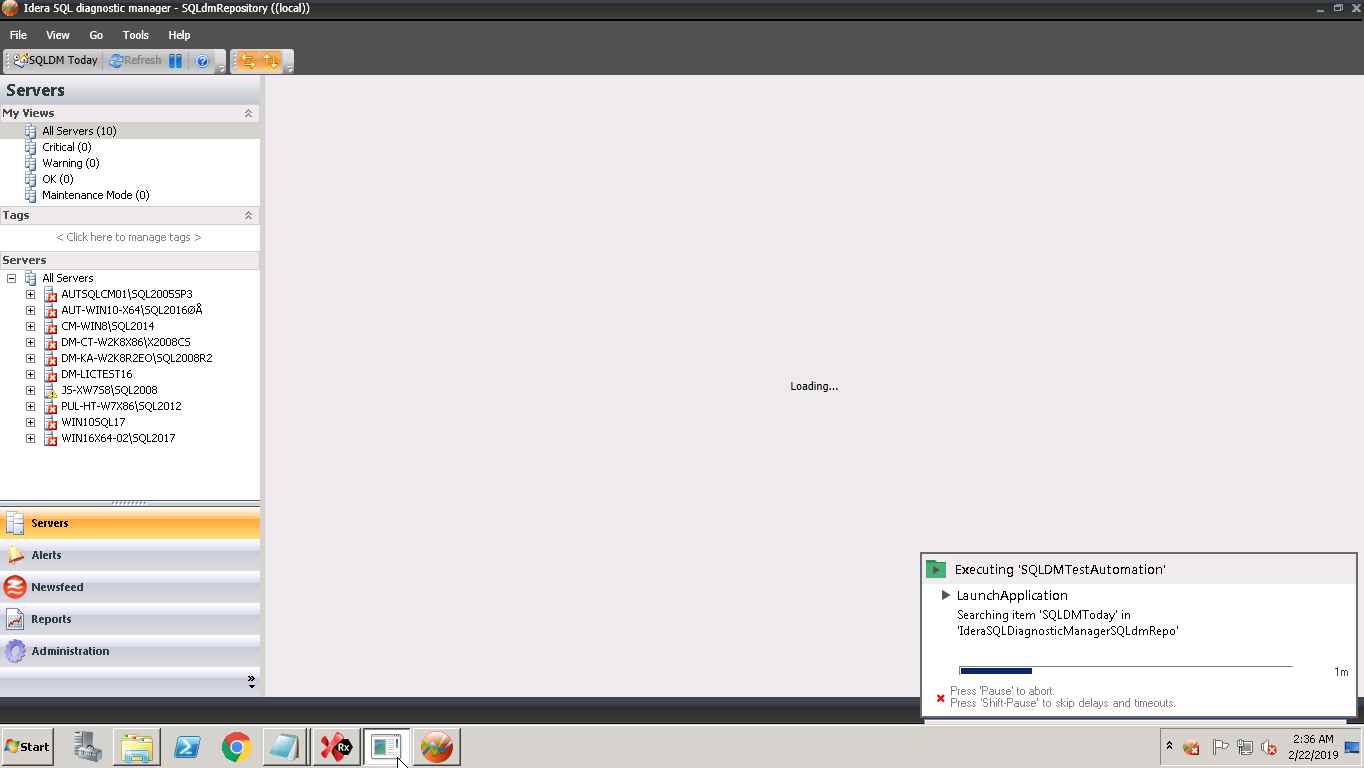 Idera SQL diagnostic manager - SQLdmRepository ((local))
File View Go Tools Help
SQLDM Today Refresh
Servers
My Views
All Servers (10)
Critical (0)
Warning (0)
OK (0)
Maintenance Mode (0)
Tags
< Click here to manage tags >
Servers
All Servers
AUTSQLCM01\SQL2005SP3
AUT-WIN10-X64\SQL2016ØÅ
CM-WIN8\SQL2014
DM-CT-W2K8X86\X2008CS
DM-KA-W2K8R2EO\SQL2008R2
DM-LICTEST16
JS-XW7S8\SQL2008
PUL-HT-W7X86\SQL2012
WIN10SQL17
WIN16X64-02\SQL2017
Loading...
Servers
Alerts
Newsfeed
Reports
Administration
Executing 'SQLDMTestAutomation'
LaunchApplication
Searching item 'SQLDMToday' in
'IderaSQLDiagnosticManagerSQLdmRepo'
1m
Press 'Pause' to abort.
Press 'Shift-Pause' to skip delays and timeouts.
Start
Rx
2:36 AM
2/22/2019